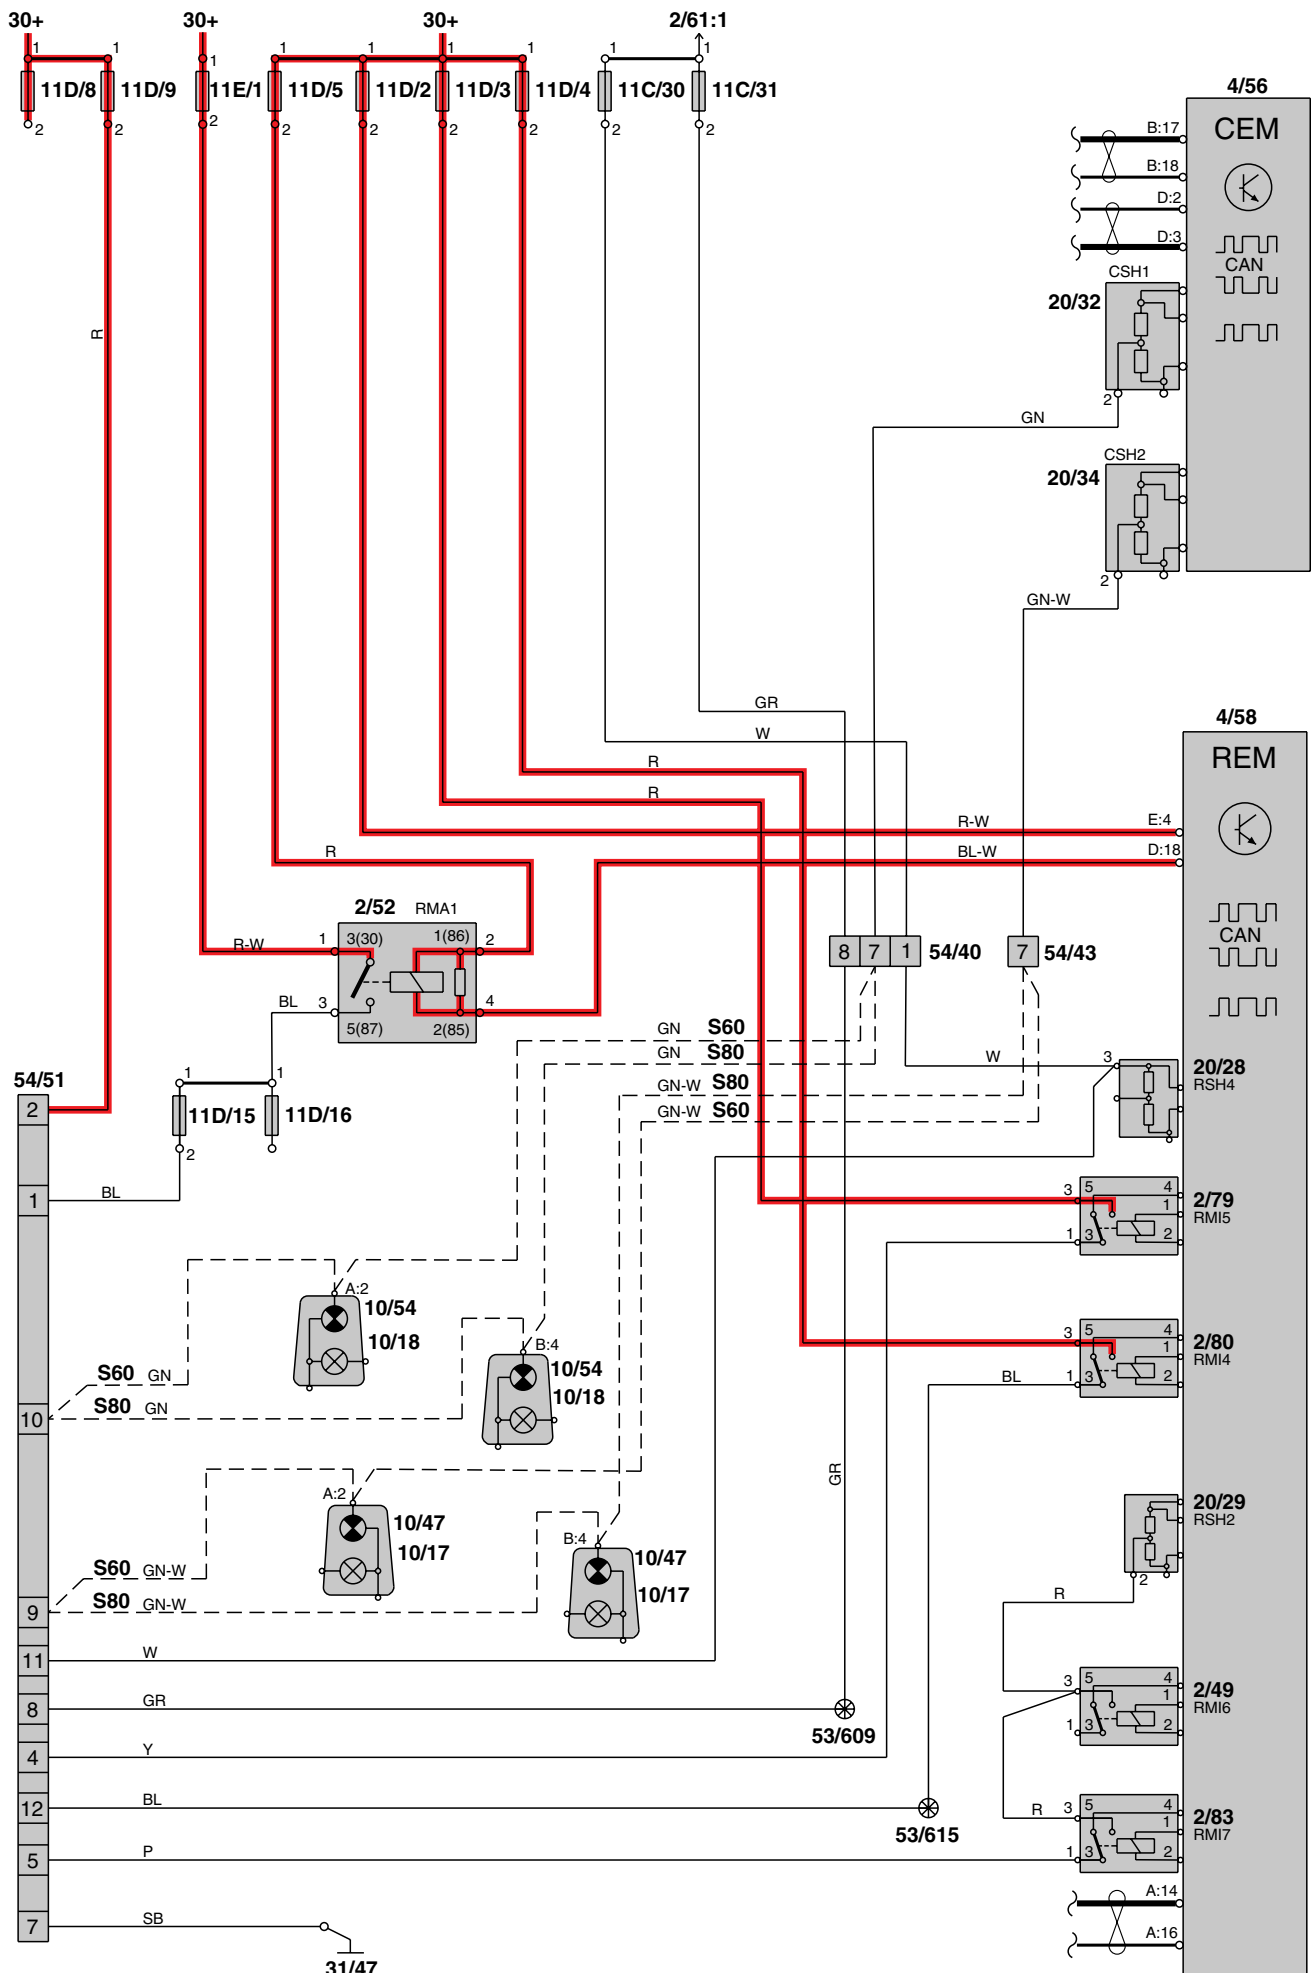 30+ 30+ 30+ 2/61:1
1 1 1 1 1 1 1 1
11D/8 11D/9 11E/1 11D/5 11D/2 11D/3 11D/4 11C/30 11C/31
2 2 2 2 2 2 2 2 2
4/56
CEM
B:17
B:18
D:2
D:3
CAN
CSH1
20/32
2
GN
R
CSH2
20/34
2
GN-W
GR
W
R
R
R-W
E:4
R
BL-W
D:18
4/58
REM
CAN
2/52 RMA1
R-W 1 3(30) 1(86) 2
BL 3 5(87) 2(85) 4
8 7 1 54/40
7 54/43
GN S60
GN S80
GN-W S80
GN-W S60
W 3 20/28
RSH4
54/51
2
1 1
11D/15 11D/16
2
1 BL
3 5 4 2/79
1 RMI5
1 3 2
A:2
10/54
10/18
B:4
10/54
10/18
3 5 4 2/80
1 RMI4
BL 1 3 2
S60 GN
10 S80 GN
GR
A:2
10/47
10/17
B:4
10/47
10/17
20/29
RSH2
2
R
S60 GN-W
9 S80 GN-W
11 W
8 GR
53/609
3 5 4 2/49
1 RMI6
1 3 2
4 Y
12 BL
53/615
R 3 5 4 2/83
1 RMI7
5 P 1 3 2
A:14
7 SB
A:16
31/47